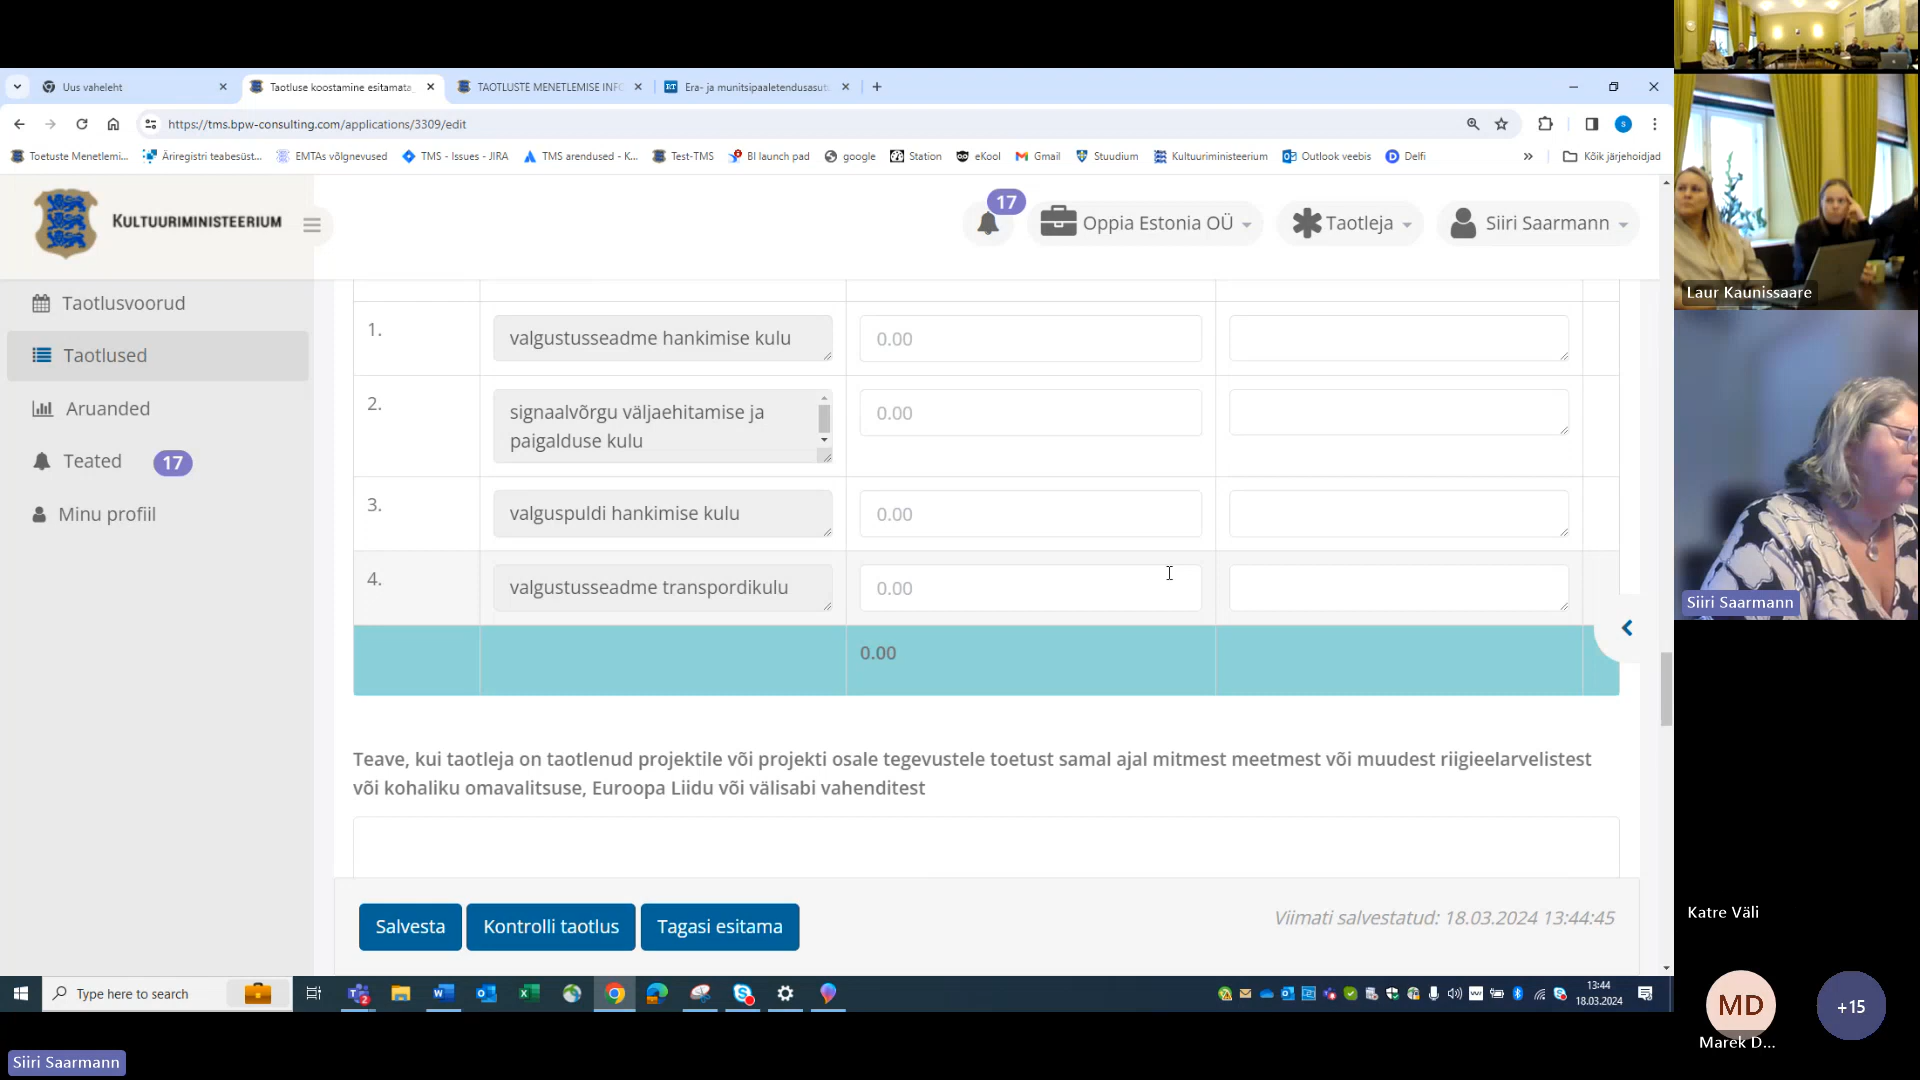 Uus vaheleht
Taotluse koostamine esitamata
TAOTLUSTE MENETLEMISE INFO
Era- ja munitsipaaletendusasutu
https://tms.bpw-consulting.com/applications/3309/edit
Toetuste Menetlemi...
Äriregistri teabesüst...
EMTAs võlgnevused
TMS - Issues - JIRA
TMS arendused - K...
Test-TMS
BI launch pad
google
Station
eKool
Gmail
Stuudium
Kultuuriministeerium
Outlook veebis
Delfi
Kõik järjehoidjad
KULTUURIMINISTEERIUM
17
Oppia Estonia OÜ
Taotleja
Siiri Saarmann
Taotlusvoorud
Taotlused
Aruanded
Teated 17
Minu profiil
1. valgustusseadme hankimise kulu 0.00
2. signaalvõrgu väljaehitamise ja
paigalduse kulu
0.00
3. valguspuldi hankimise kulu 0.00
4. valgustusseadme transpordikulu 0.00
0.00
Teave, kui taotleja on taotlenud projektile või projekti osale tegevustele toetust samal ajal mitmest meetmest või muudest riigieelarvelistest
või kohaliku omavalitsuse, Euroopa Liidu või välisabi vahenditest
Salvesta
Kontrolli taotlus
Tagasi esitama
Viimati salvestatud: 18.03.2024 13:44:45
Type here to search
13:44
18.03.2024
Laur Kaunissaare
Siiri Saarmann
Katre Väli
MD
Marek D...
+15
Siiri Saarmann